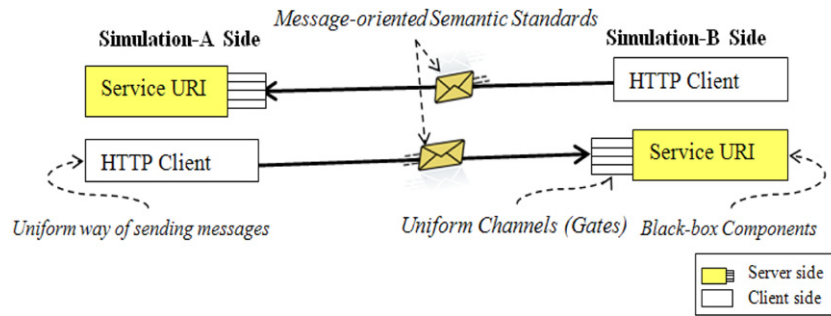 Message-oriented Semantic Standards
Simulation-A Side
Simulation-B Side
Service URI
HTTP Client
HTTP Client
Service URI
Uniform way of sending messages
Uniform Channels (Gates)
Black-box Components
Server side
Client side